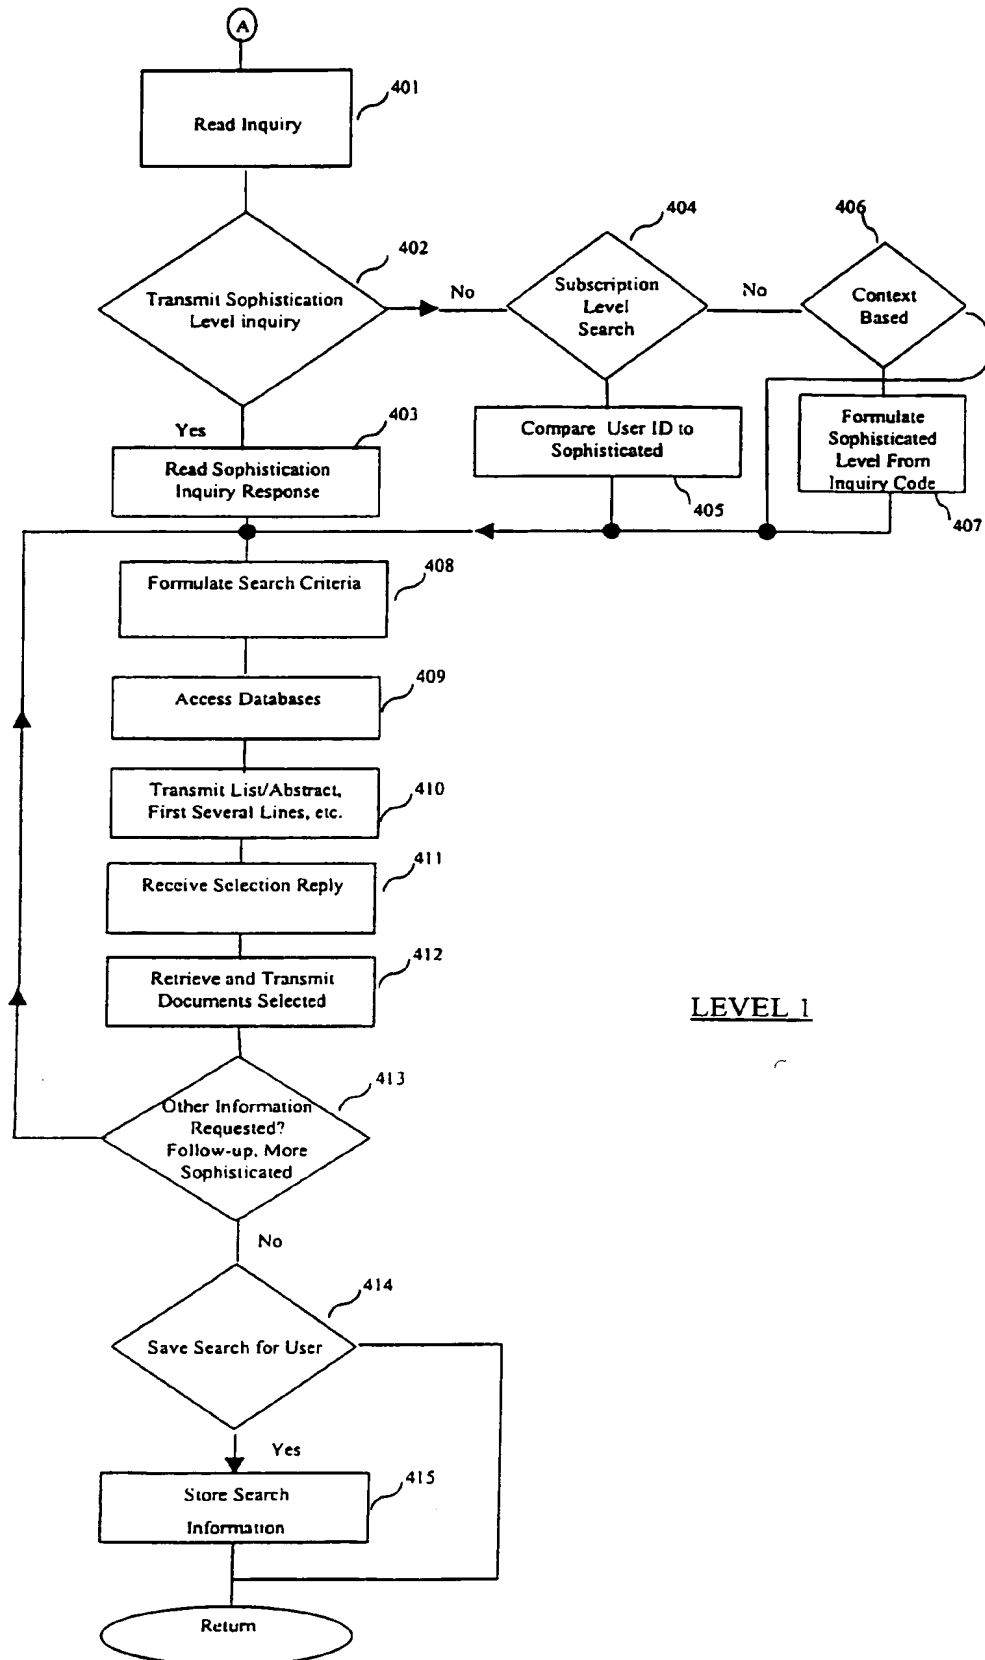 A
401
Read Inquiry
402
Transmit Sophistication
Level inquiry
No
404
Subscription
Level
Search
No
406
Context
Based
Yes
403
Read Sophistication
Inquiry Response
Compare User ID to
Sophisticated
405
Formulate
Sophisticated
Level From
Inquiry Code
407
Formulate Search Criteria
408
Access Databases
409
Transmit List/Abstract,
First Several Lines, etc.
410
Receive Selection Reply
411
Retrieve and Transmit
Documents Selected
412
LEVEL 1
Other Information
Requested?
Follow-up, More
Sophisticated
413
No
Save Search for User
414
Yes
Store Search
Information
415
Return